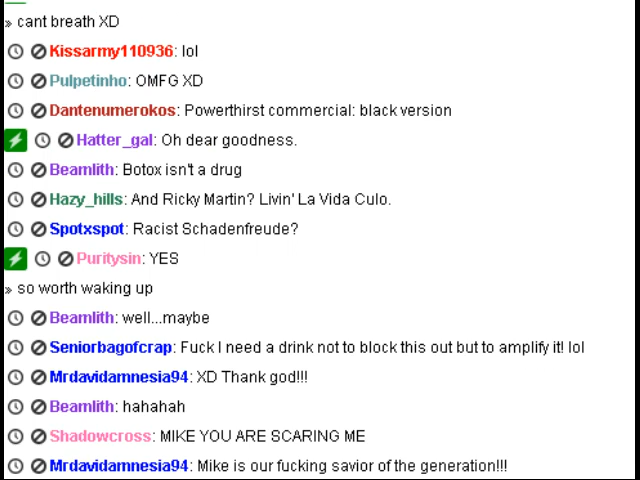 » cant breath XD
Kissarmy110936: lol
Pulpetinho: OMFG XD
Dantenumerokos: Powerthirst commercial: black version
Hatter_gal: Oh dear goodness.
Beamlith: Botox isn't a drug
Hazy_hills: And Ricky Martin? Livin' La Vida Culo.
Spotxspot: Racist Schadenfreude?
Puritysin: YES
» so worth waking up
Beamlith: well...maybe
Seniorbagofcrap: Fuck I need a drink not to block this out but to amplify it! lol
Mrdavidamnesia94: XD Thank god!!!
Beamlith: hahahah
Shadowcross: MIKE YOU ARE SCARING ME
Mrdavidamnesia94: Mike is our fucking savior of the generation!!!